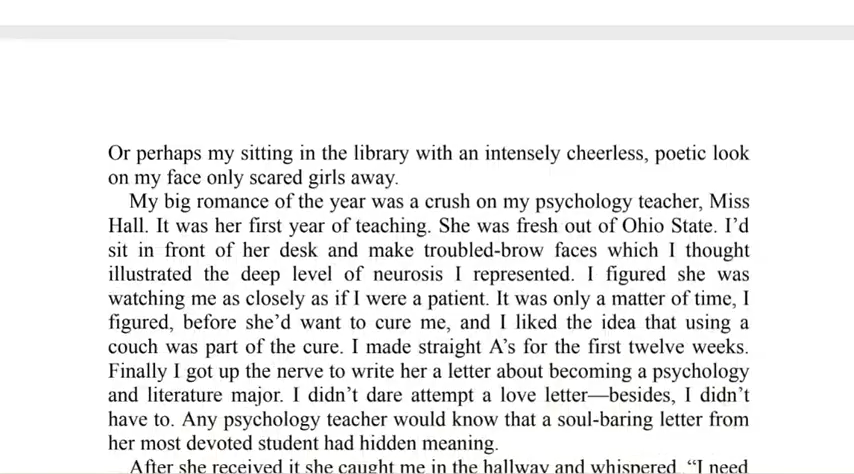 Or perhaps my sitting in the library with an intensely cheerless, poetic look
on my face only scared girls away.
My big romance of the year was a crush on my psychology teacher, Miss
Hall. It was her first year of teaching. She was fresh out of Ohio State. I’d
sit in front of her desk and make troubled-brow faces which I thought
illustrated the deep level of neurosis I represented. I figured she was
watching me as closely as if I were a patient. It was only a matter of time, I
figured, before she’d want to cure me, and I liked the idea that using a
couch was part of the cure. I made straight A’s for the first twelve weeks.
Finally I got up the nerve to write her a letter about becoming a psychology
and literature major. I didn’t dare attempt a love letter—besides, I didn’t
have to. Any psychology teacher would know that a soul-baring letter from
her most devoted student had hidden meaning.
After she received it she caught me in the hallway and whispered, “I need